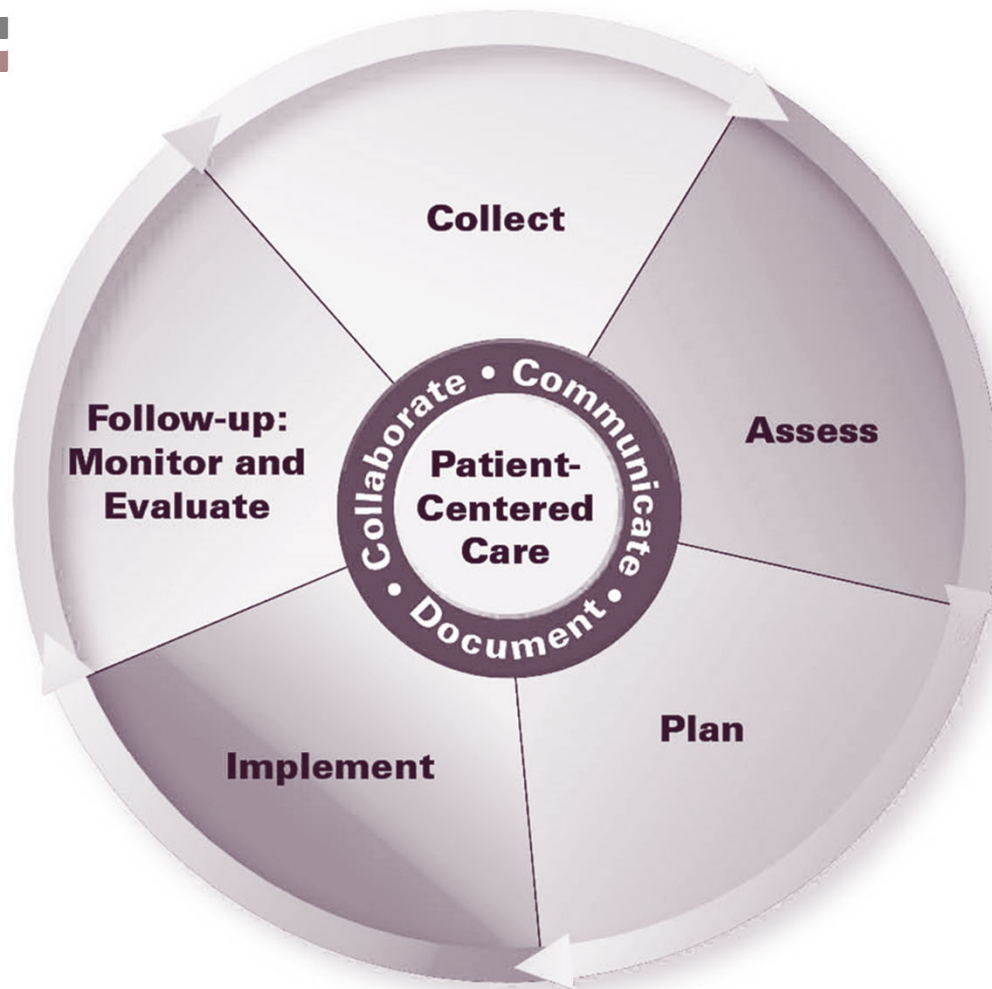 Collect
Assess
Plan
Implement
Follow-up:
Monitor and
Evaluate
Collaborate • Communicate • Document •
Patient-
Centered
Care